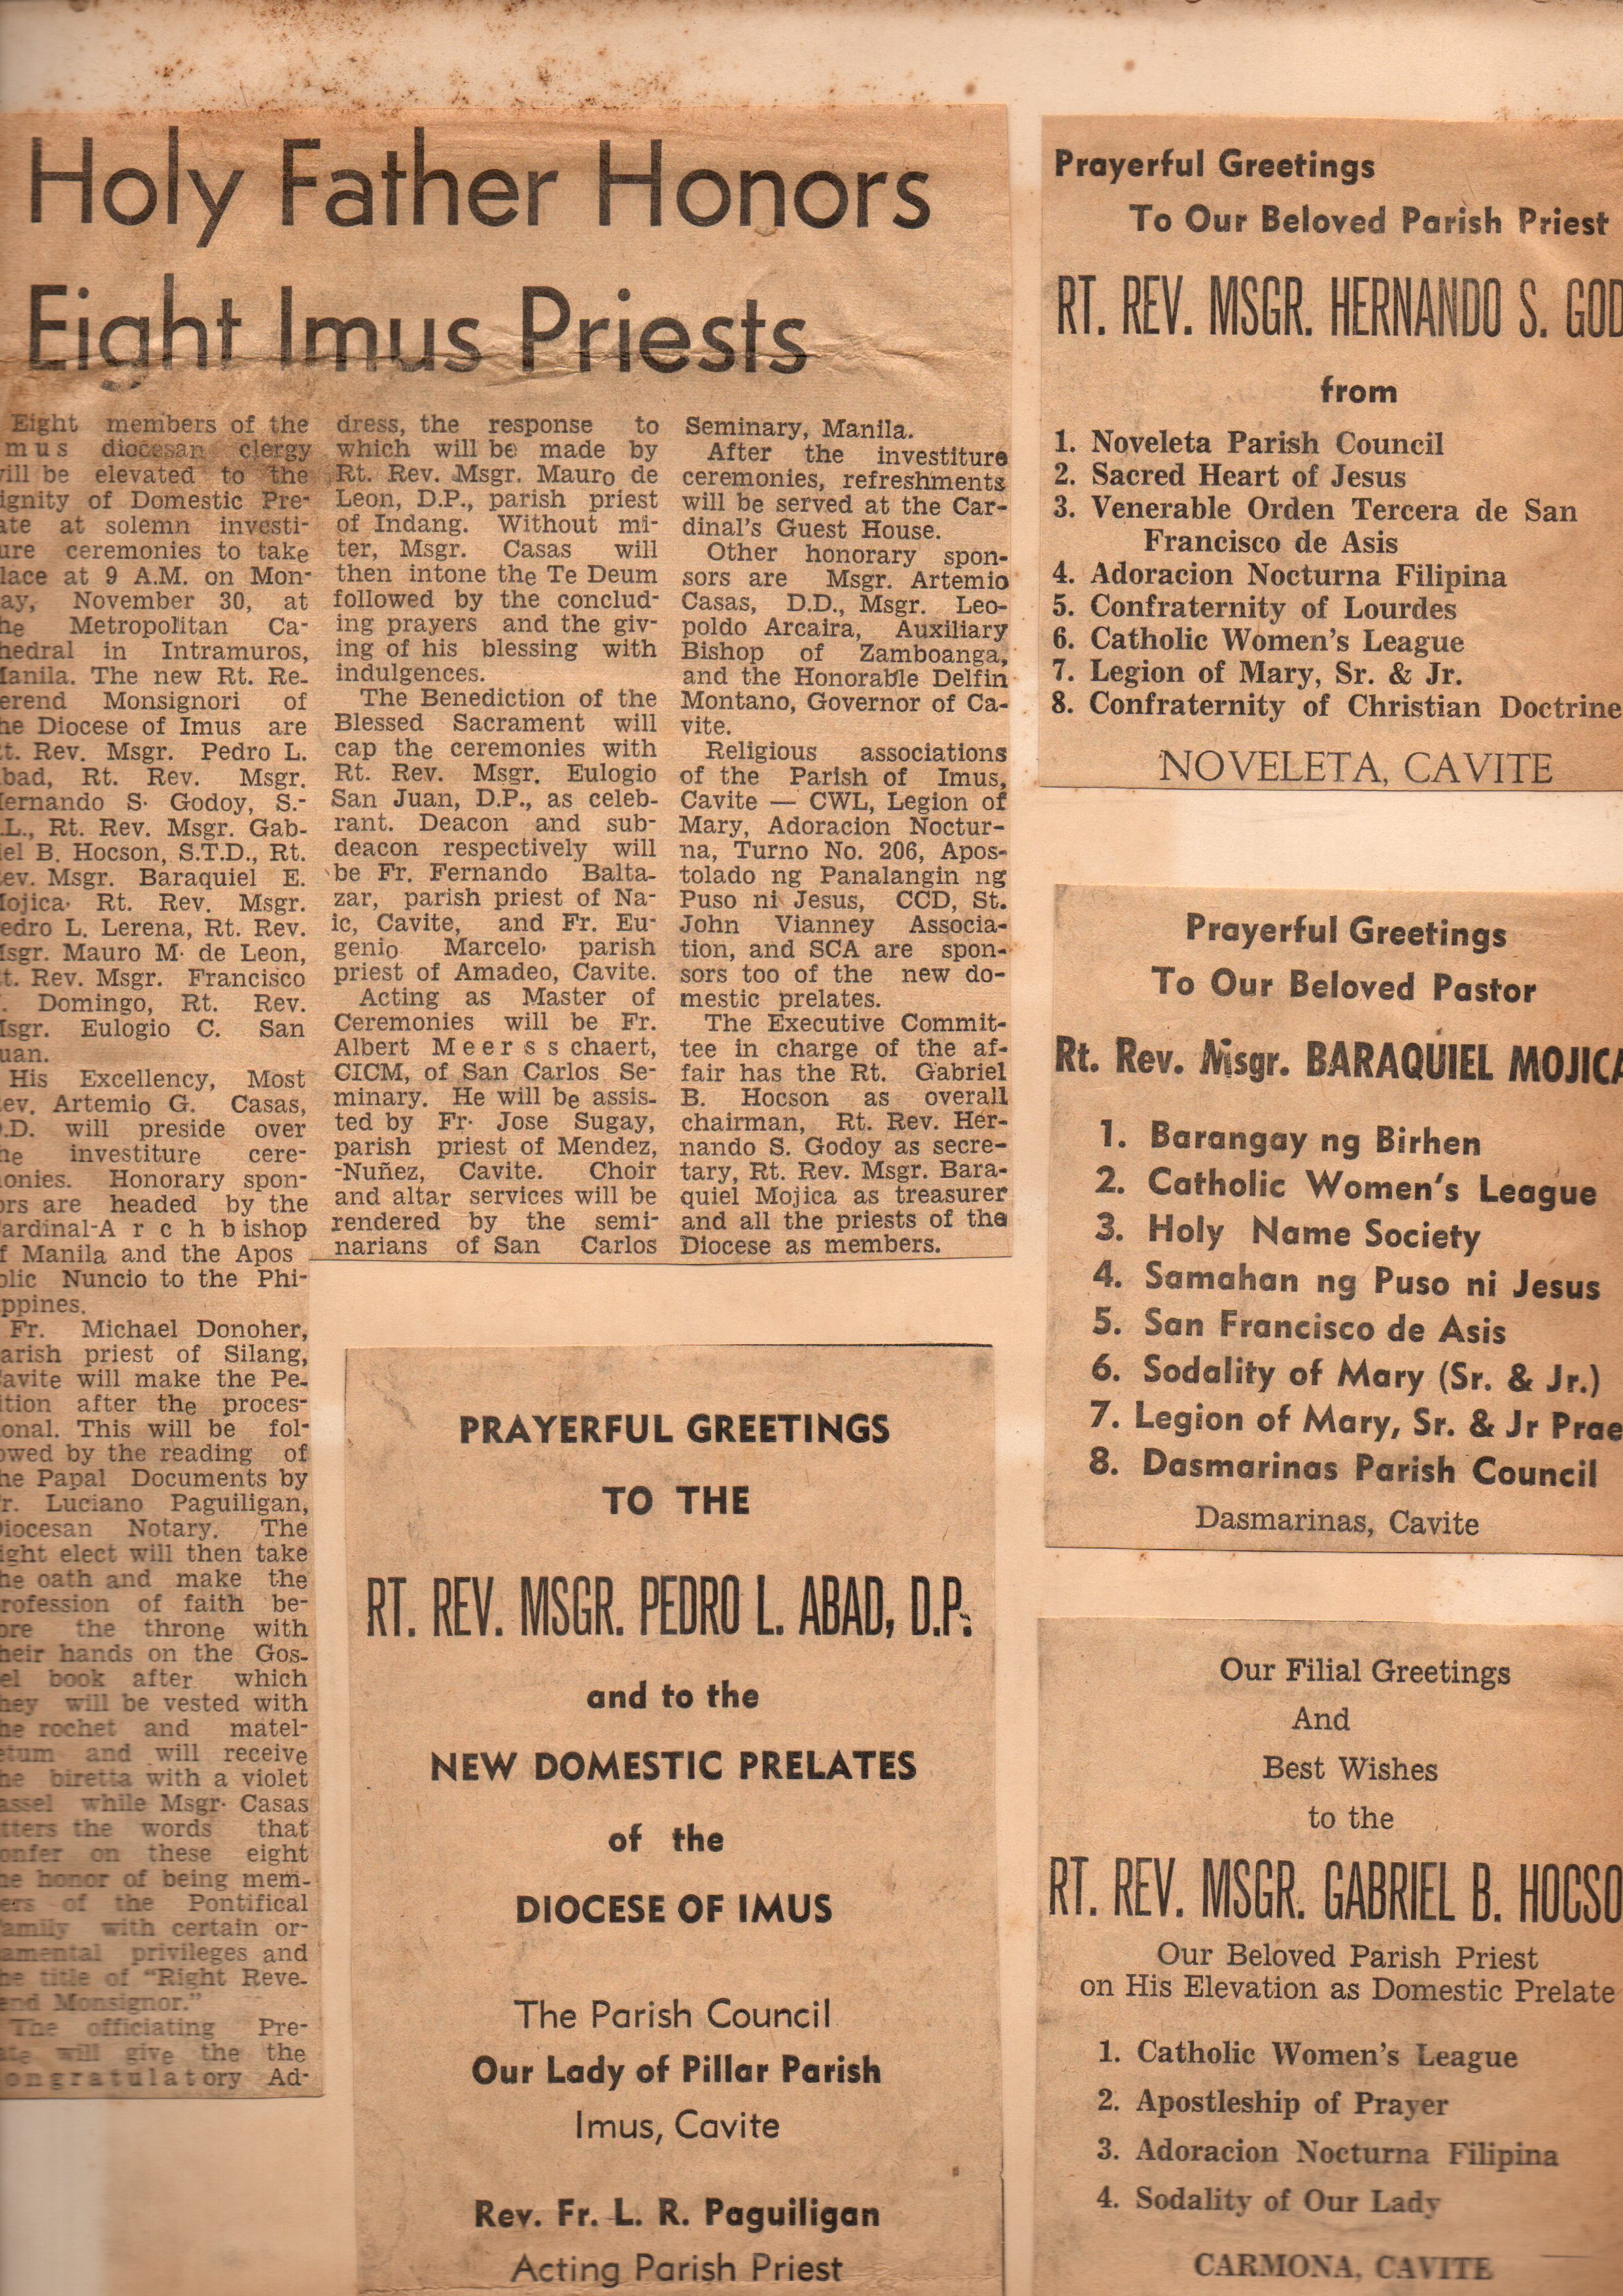 Holy Father Honors
Eight Imus Priests
Eight members of the
mus diocesan clergy
ill be elevated to the
ignity of Domestic Pre-
ate at solemn investi-
ure ceremonies to take
lace at 9 A.M. on Mon-
ay, November 30, at
he Metropolitan Ca-
hedral in Intramuros,
anila. The new Rt. Re-
erend Monsignori of
he Diocese of Imus are
t. Rev. Msgr. Pedro L.
bad, Rt. Rev. Msgr.
ernando S. Godoy, S.-
.L., Rt. Rev. Msgr. Gab-
iel B. Hocson, S.T.D., Rt.
ev. Msgr. Baraquiel E.
ojica. Rt. Rev. Msgr.
edro L. Lerena, Rt. Rev.
sgr. Mauro M. de Leon,
t. Rev. Msgr. Francisco
. Domingo, Rt. Rev.
sgr. Eulogio C. San
uan.
His Excellency, Most
ev. Artemio G. Casas,
.D. will preside over
he investiture cere-
onies. Honorary spon-
ors are headed by the
ardinal-A r c h b ishop
f Manila and the Apos
olic Nuncio to the Phi-
ppines.
Fr. Michael Donoher,
arish priest of Silang,
avite will make the Pe-
ition after the proces-
onal. This will be fol-
owed by the reading of
he Papal Documents by
r. Luciano Paguiligan,
iocesan Notary. The
ight elect will then take
he oath and make the
rofession of faith be-
ore the throne with
heir hands on the Gos-
el book after which
hey will be vested with
he rochet and matel-
etum and will receive
he biretta with a violet
assel while Msgr. Casas
tters the words that
onfer on these eight
he honor of being mem-
ers of the Pontifical
amily with certain or-
amental privileges and
he title of "Right Reve-
end Monsignor."
The officiating Pre-
ate will give the the
ongratulatory Ad-
dress, the response to
which will be made by
Rt. Rev. Msgr. Mauro de
Leon, D.P., parish priest
of Indang. Without mi-
ter, Msgr. Casas will
then intone the Te Deum
followed by the conclud-
ing prayers and the giv-
ing of his blessing with
indulgences.
The Benediction of the
Blessed Sacrament will
cap the ceremonies with
Rt. Rev. Msgr. Eulogio
San Juan, D.P., as celeb-
rant. Deacon and sub-
deacon respectively will
be Fr. Fernando Balta-
zar, parish priest of Na-
ic, Cavite, and Fr. Eu-
genio Marcelo, parish
priest of Amadeo, Cavite.
Acting as Master of
Ceremonies will be Fr.
Albert M e e r s s chaert,
CICM, of San Carlos Se-
minary. He will be assis-
ted by Fr. Jose Sugay,
parish priest of Mendez,
-Nuñez, Cavite. Choir
and altar services will be
rendered by the semi-
narians of San Carlos
Seminary, Manila.
After the investiture
ceremonies, refreshments
will be served at the Car-
dinal's Guest House.
Other honorary spon-
sors are Msgr. Artemio
Casas, D.D., Msgr. Leo-
poldo Arcaira, Auxiliary
Bishop of Zamboanga,
and the Honorable Delfin
Montano, Governor of Ca-
vite.
Religious associations
of the Parish of Imus,
Cavite — CWL, Legion of
Mary, Adoracion Noctur-
na, Turno No. 206, Apos-
tolado ng Panalangin ng
Puso ni Jesus, CCD, St.
John Vianney Associa-
tion, and SCA are spon-
sors too of the new do-
mestic prelates.
The Executive Commit-
tee in charge of the af-
fair has the Rt. Gabriel
B. Hocson as overall
chairman, Rt. Rev. Her-
nando S. Godoy as secre-
tary, Rt. Rev. Msgr. Bara-
quiel Mojica as treasurer
and all the priests of the
Diocese as members.
PRAYERFUL GREETINGS
TO THE
RT. REV. MSGR. PEDRO L. ABAD, D.P.
and to the
NEW DOMESTIC PRELATES
of the
DIOCESE OF IMUS
The Parish Council
Our Lady of Pillar Parish
Imus, Cavite
Rev. Fr. L. R. Paguiligan
Acting Parish Priest
Prayerful Greetings
To Our Beloved Parish Priest
RT. REV. MSGR. HERNANDO S. GOD
from
1. Noveleta Parish Council
2. Sacred Heart of Jesus
3. Venerable Orden Tercera de San
Francisco de Asis
4. Adoracion Nocturna Filipina
5. Confraternity of Lourdes
6. Catholic Women's League
7. Legion of Mary, Sr. & Jr.
8. Confraternity of Christian Doctrine
NOVELETA, CAVITE
Prayerful Greetings
To Our Beloved Pastor
Rt. Rev. Msgr. BARAQUIEL MOJICA
1. Barangay ng Birhen
2. Catholic Women's League
3. Holy Name Society
4. Samahan ng Puso ni Jesus
5. San Francisco de Asis
6. Sodality of Mary (Sr. & Jr.)
7. Legion of Mary, Sr. & Jr Prae
8. Dasmarinas Parish Council
Dasmarinas, Cavite
Our Filial Greetings
And
Best Wishes
to the
RT. REV. MSGR. GABRIEL B. HOCSO
Our Beloved Parish Priest
on His Elevation as Domestic Prelate
1. Catholic Women's League
2. Apostleship of Prayer
3. Adoracion Nocturna Filipina
4. Sodality of Our Lady
CARMONA, CAVITE